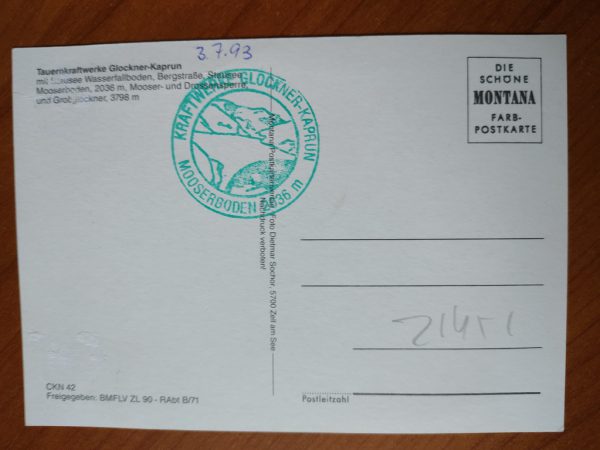 3.7.93
Tauernkraftwerke Glockner-Kaprun
mit Stausee Wasserfallboden, Bergstraße, Stausee
Mooserboden, 2036 m, Mooser- und Drossensperre,
und Großglockner, 3798 m
KRAFTWERKE GLOCKNER-KAPRUN
MOOSERBODEN 2036 m
DIE
SCHÖNE
MONTANA
FARB-
POSTKARTE
Foto Dietmar Sochor, 5700 Zell am See
Nachdruck verboten!
CKN 42
Freigegeben: BMFLV ZL 90 - RAbt B/71
Postleitzahl